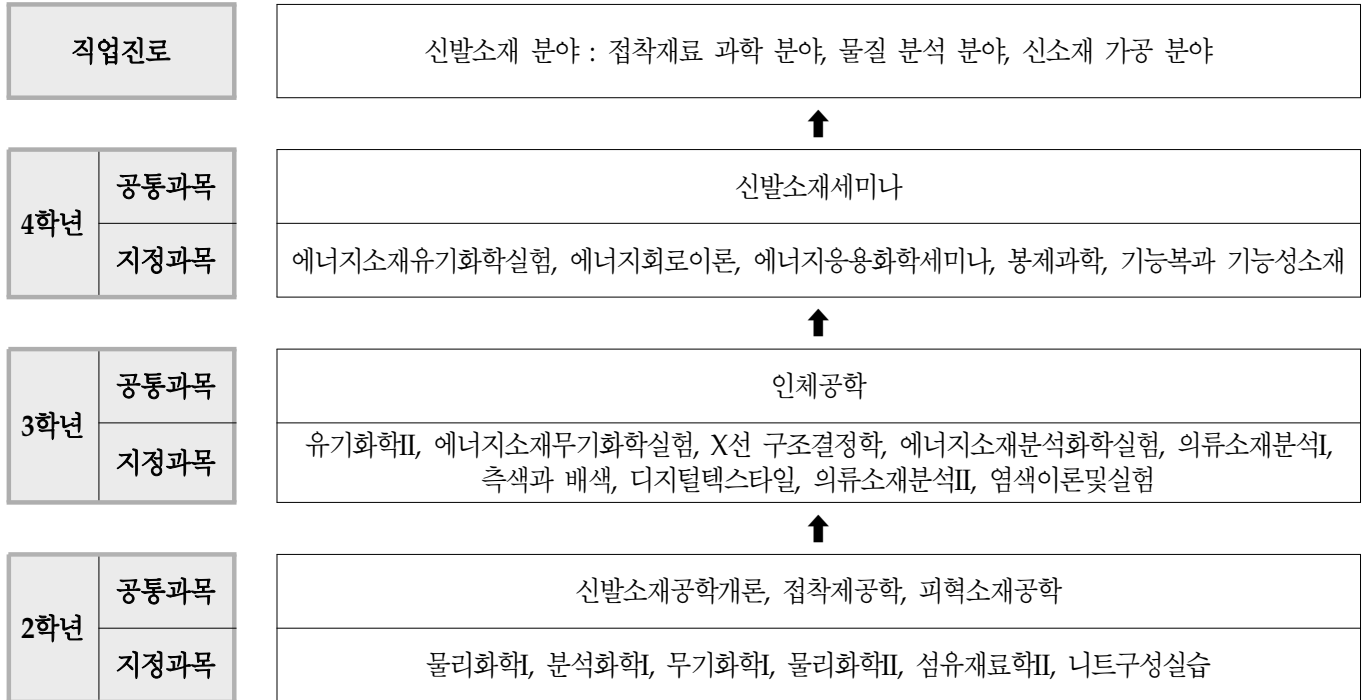 직업진로
신발소재 분야 : 접착재료 과학 분야, 물질 분석 분야, 신소재 가공 분야
4학년
공통과목
신발소재세미나
지정과목
에너지소재유기화학실험, 에너지회로이론, 에너지응용화학세미나, 봉제과학, 기능복과 기능성소재
3학년
공통과목
인체공학
지정과목
유기화학II, 에너지소재무기화학실험, X선 구조결정학, 에너지소재분석화학실험, 의류소재분석I,
측색과 배색, 디지털텍스타일, 의류소재분석II, 염색이론및실험
2학년
공통과목
신발소재공학개론, 접착제공학, 피혁소재공학
지정과목
물리화학I, 분석화학I, 무기화학I, 물리화학II, 섬유재료학II, 니트구성실습